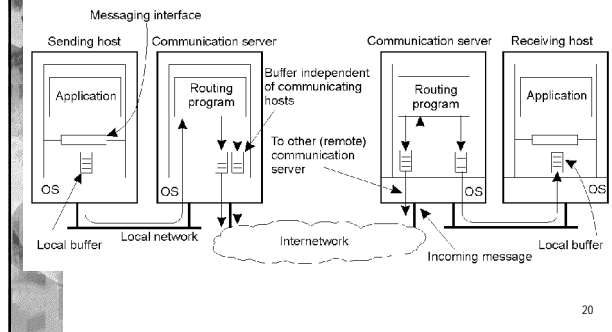 Messaging interface
Sending host
Communication server
Communication server
Receiving host
Buffer independent
of communicating
hosts
Application
Routing
program
Routing
program
Application
To other (remote)
communication
server
OS
OS
OS
OS
Local buffer
Local network
Internetwork
Incoming message
Local buffer
20